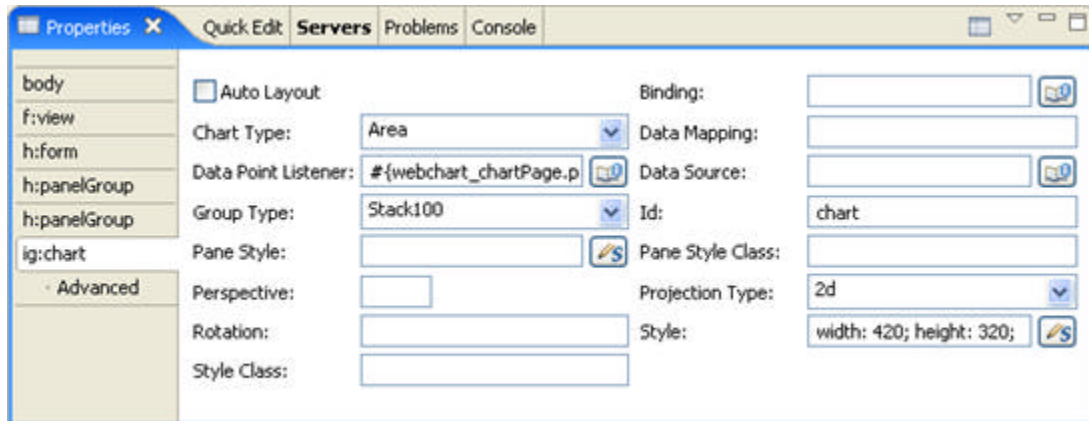 Properties Quick Edit Servers Problems Console
body
f:view
h:form
h:panelGroup
h:panelGroup
ig:chart
· Advanced
Auto Layout Binding:
Chart Type: Area Data Mapping:
Data Point Listener: #{webchart_chartPage.p Data Source:
Group Type: Stack100 Id: chart
Pane Style: Pane Style Class:
Perspective: Projection Type: 2d
Rotation: Style: width: 420; height: 320;
Style Class: